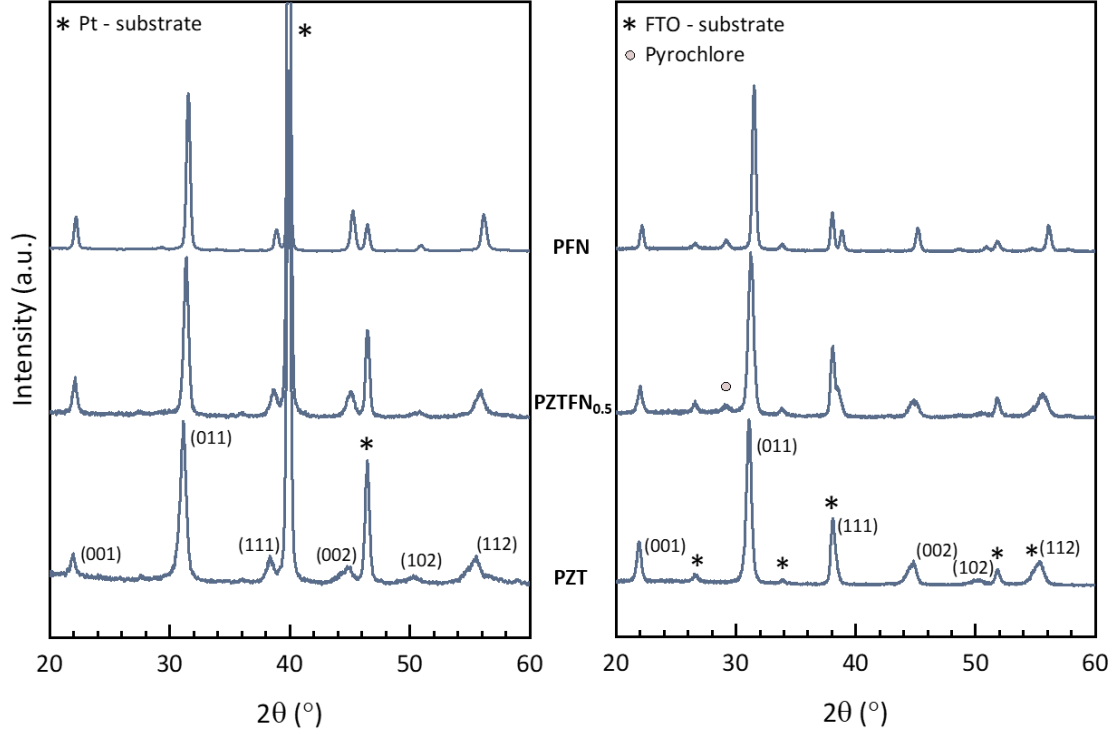 * Pt - substrate
*
Intensity (a.u.)
(011)
*
(001)
(111)
(002)
(102)
(112)
20 30 40 50 60
2θ (°)
PFN
PZTFN0.5
PZT
* FTO - substrate
Pyrochlore
(011)
(001)
*
*
*
(111)
(002)
(102)
*
*
(112)
20 30 40 50 60
2θ (°)